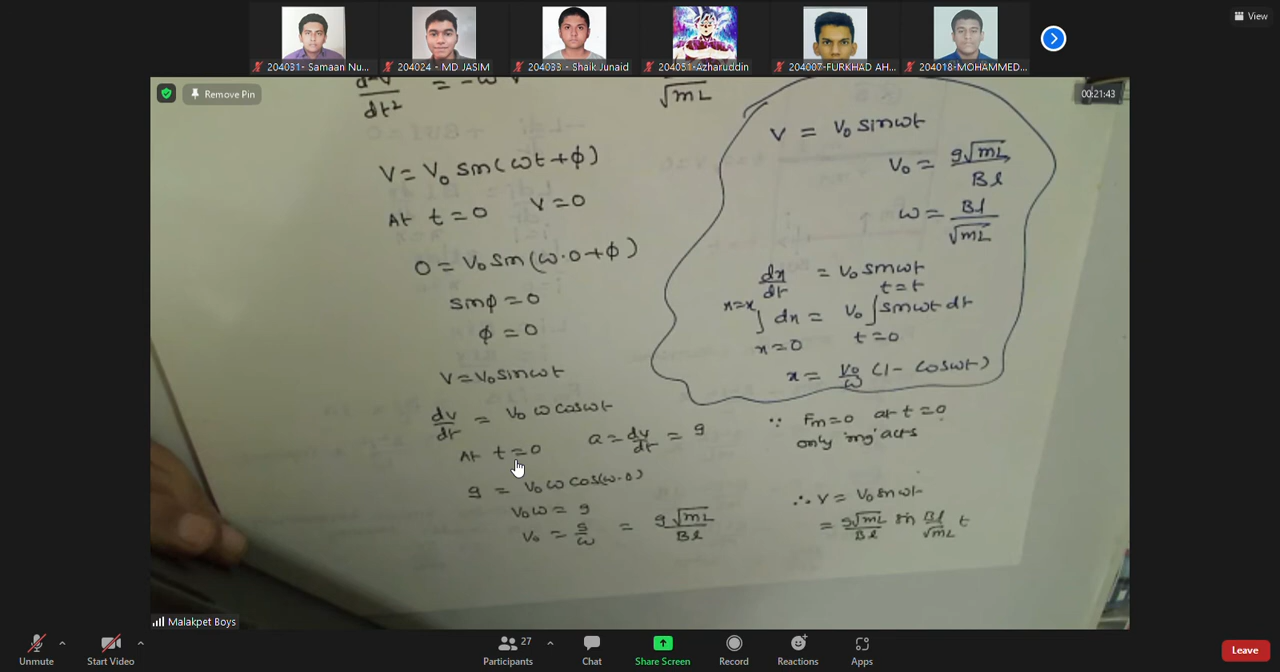 View
204031- Samaan Nu...
204024 - MD JASIM
204033 - Shaik Junaid
204051-Azharuddin
204007-FURKHAD AH...
204018-MOHAMMED...
Remove Pin
00:21:43
d²V/dt² = -ω² V
√mL
V = V₀ sin(ωt + ϕ)
At t = 0 V = 0
0 = V₀ sin(ω·0 + ϕ)
sinϕ = 0
ϕ = 0
V = V₀ sinωt
dv/dt = V₀ ω cosωt
At t = 0 a = dv/dt = g
g = V₀ ω cos(ω·0)
V₀ω = g
V₀ = g/ω = g√mL/Bl
V = V₀ sinωt
V₀ = g√mL/Bl
ω = Bl/√mL
dx/dt = V₀ sinωt
x=x t=t
∫ dx = V₀ ∫ sinωt dt
x=0 t=0
x = V₀/ω (1 - cosωt)
∵ Fm=0 at t=0
only 'mg' acts
∴ V = V₀ sinωt
= g√mL/Bl sin Bl/√mL t
Malakpet Boys
Unmute
Start Video
Participants
27
Chat
Share Screen
Record
Reactions
Apps
Leave